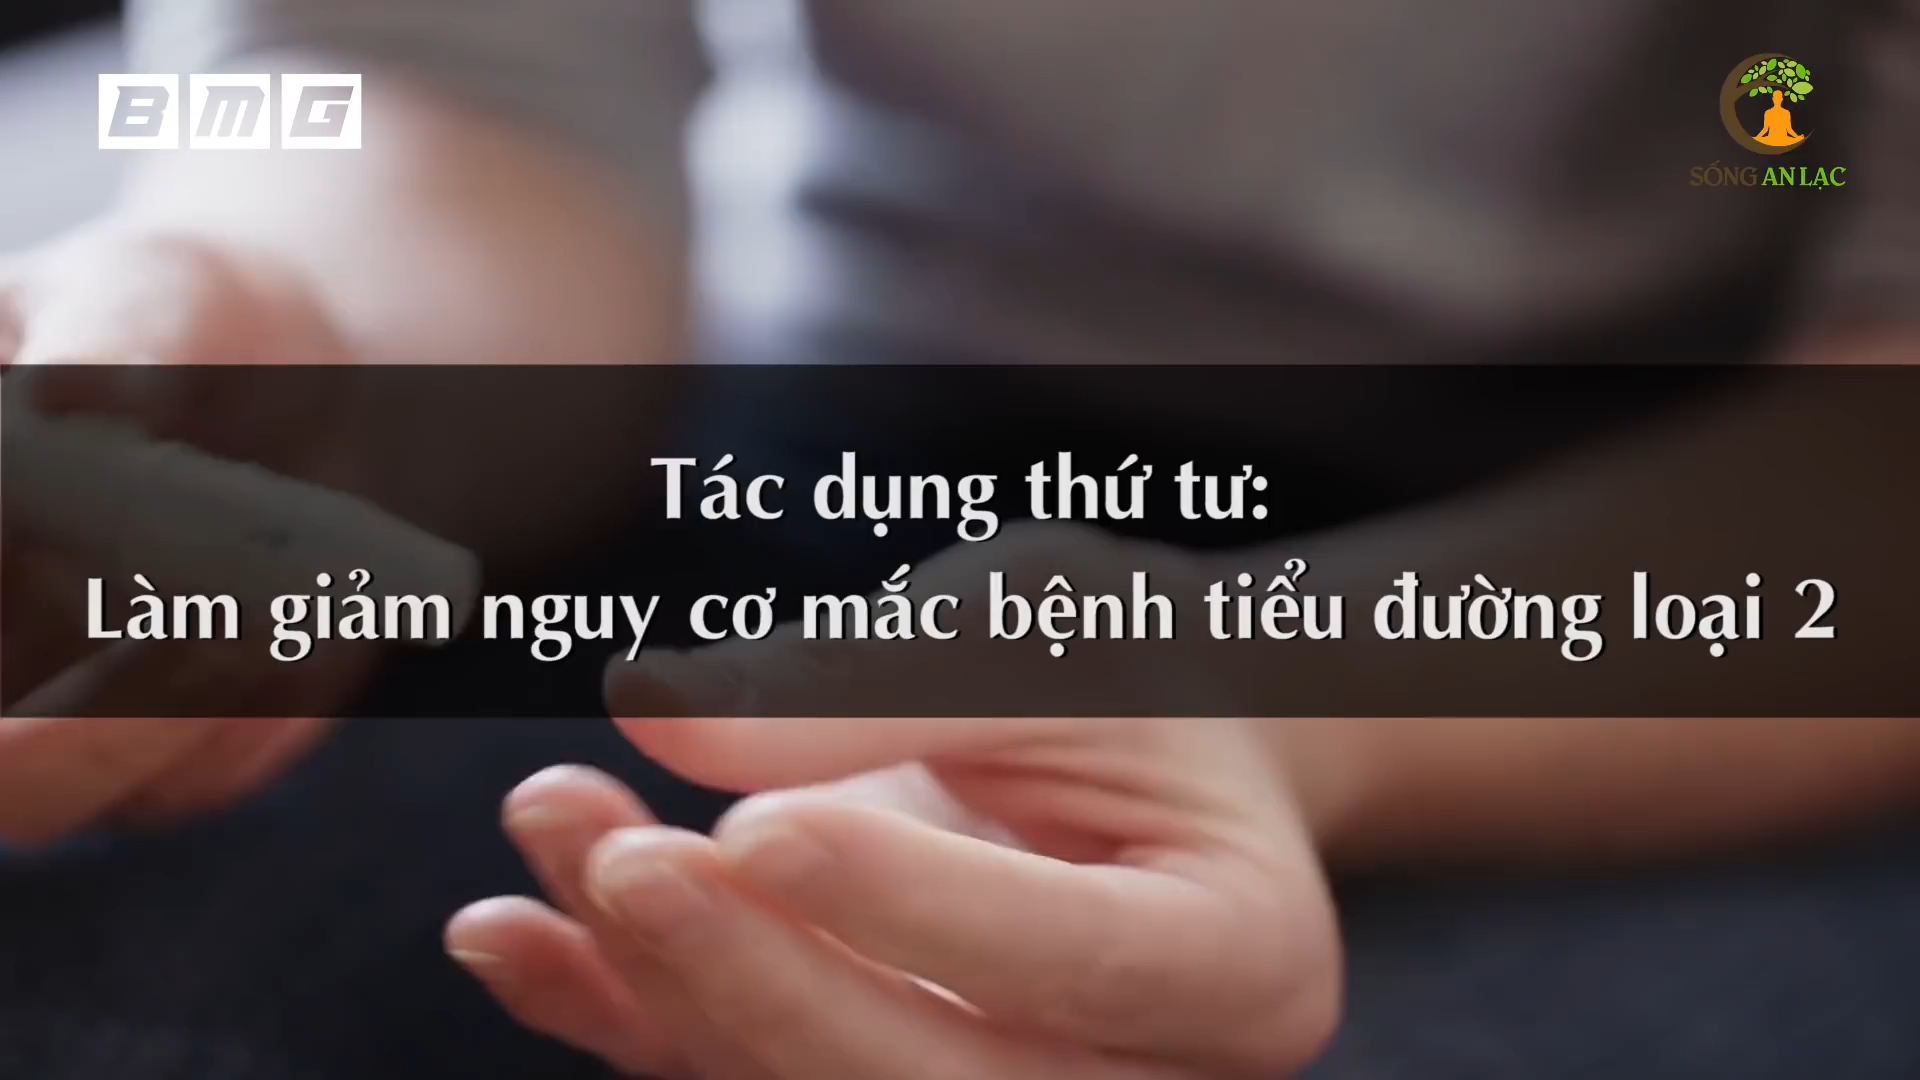 BMG
SỐNG AN LẠC
Tác dụng thứ tư:
Làm giảm nguy cơ mắc bệnh tiểu đường loại 2